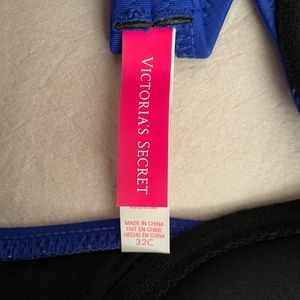 VICTORIA'S SECRET
MADE IN CHINA
FAIT EN CHINE
HECHO EN CHINA
32C